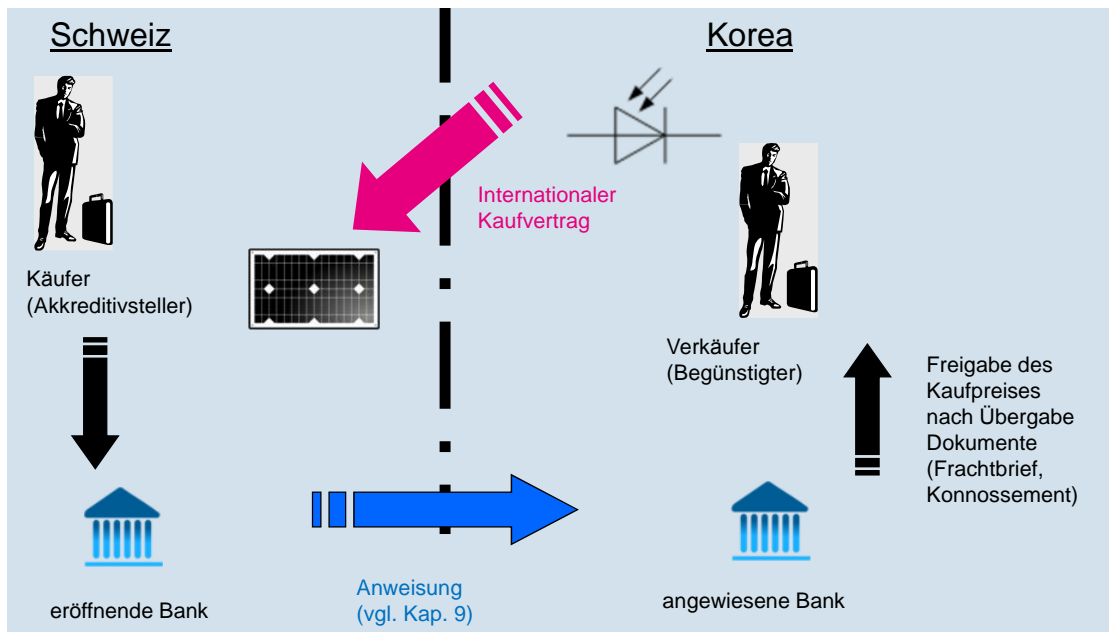 Schweiz
Korea
Internationaler
Kaufvertrag
Käufer
(Akkreditivsteller)
Verkäufer
(Begünstigter)
Freigabe des
Kaufpreises
nach Übergabe
Dokumente
(Frachtbrief,
Konnossement)
eröffnende Bank
Anweisung
(vgl. Kap. 9)
angewiesene Bank